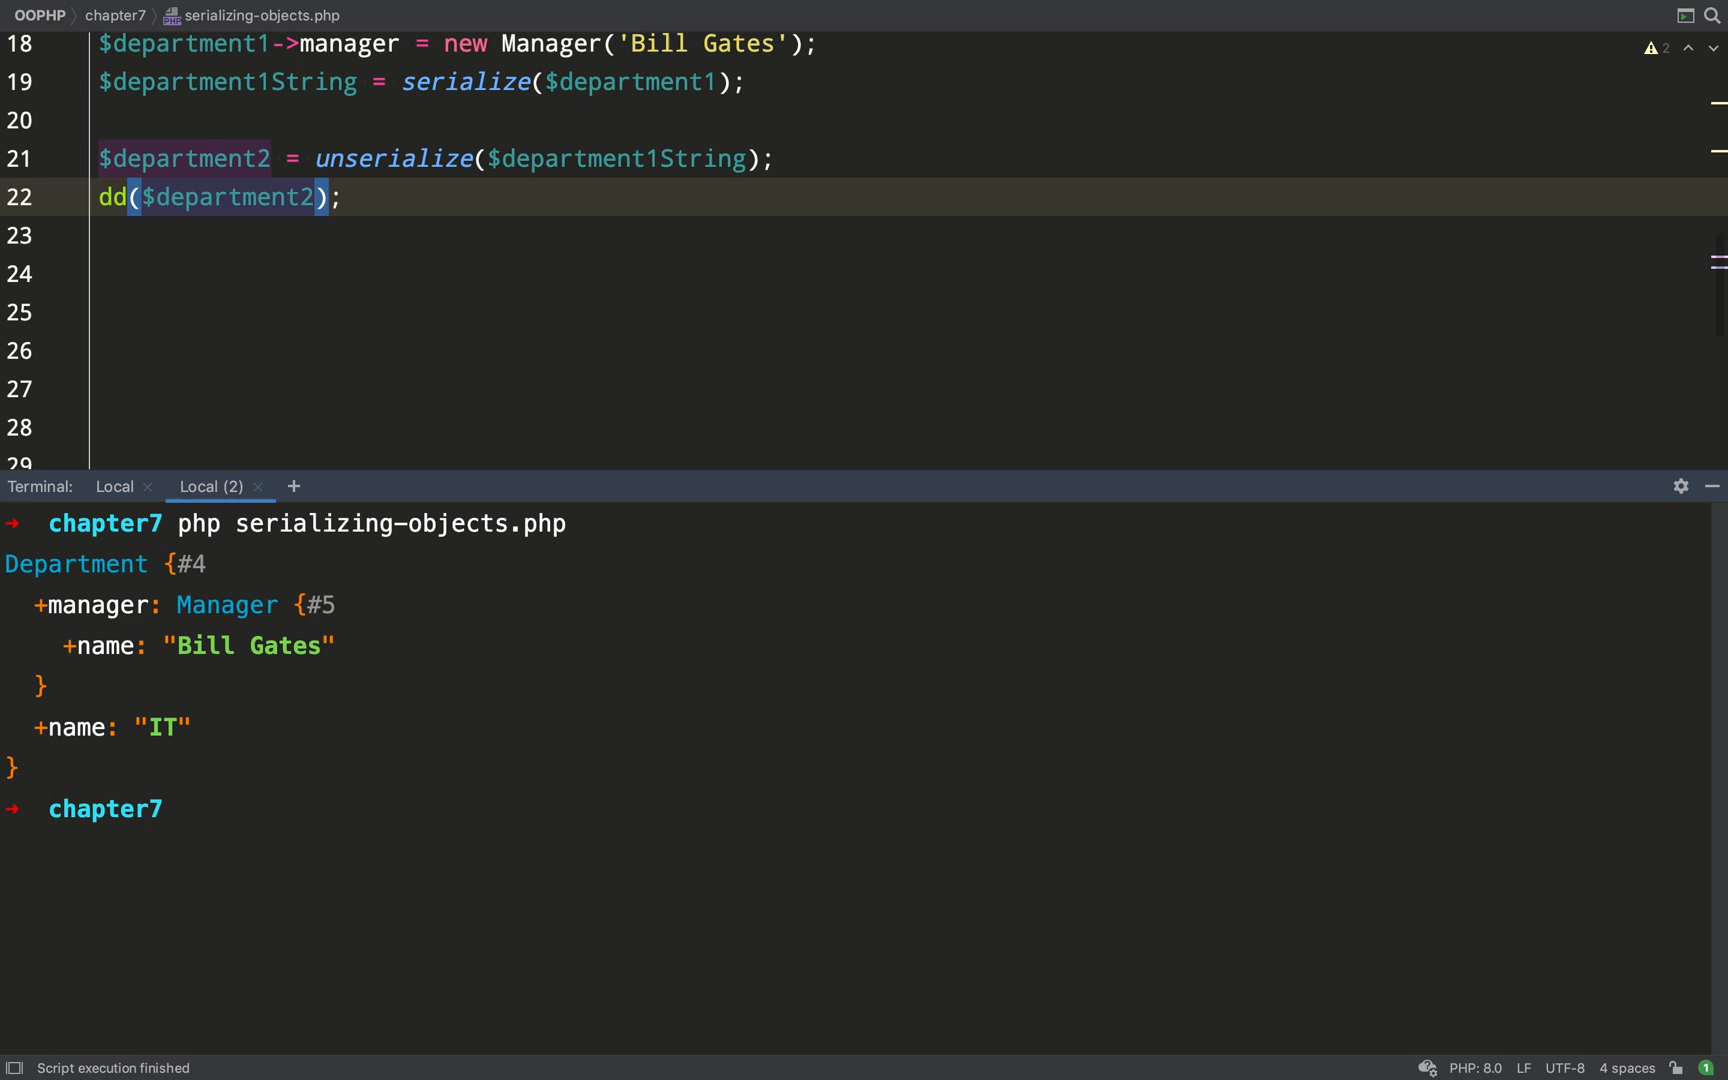 OOPHP chapter7 serializing-objects.php
18 $department1->manager = new Manager('Bill Gates');
2
19 $department1String = serialize($department1);
20
21 $department2 = unserialize($department1String);
22 dd($department2);
23
24
25
26
27
28
29
Terminal: Local × Local (2) × +
→ chapter7 php serializing-objects.php
Department {#4
+manager: Manager {#5
+name: "Bill Gates"
}
+name: "IT"
}
→ chapter7
Script execution finished PHP: 8.0 LF UTF-8 4 spaces 1